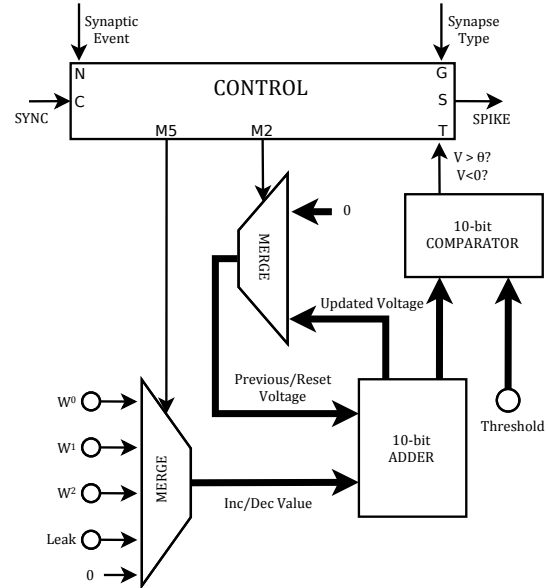 Synaptic
Event
Synapse
Type
N
G
CONTROL
C
S
SYNC
SPIKE
M5
M2
T
V > θ?
V<0?
MERGE
0
10-bit
COMPARATOR
Updated Voltage
Previous/Reset
Voltage
W⁰
W¹
W²
Leak
0
MERGE
Inc/Dec Value
10-bit
ADDER
Threshold